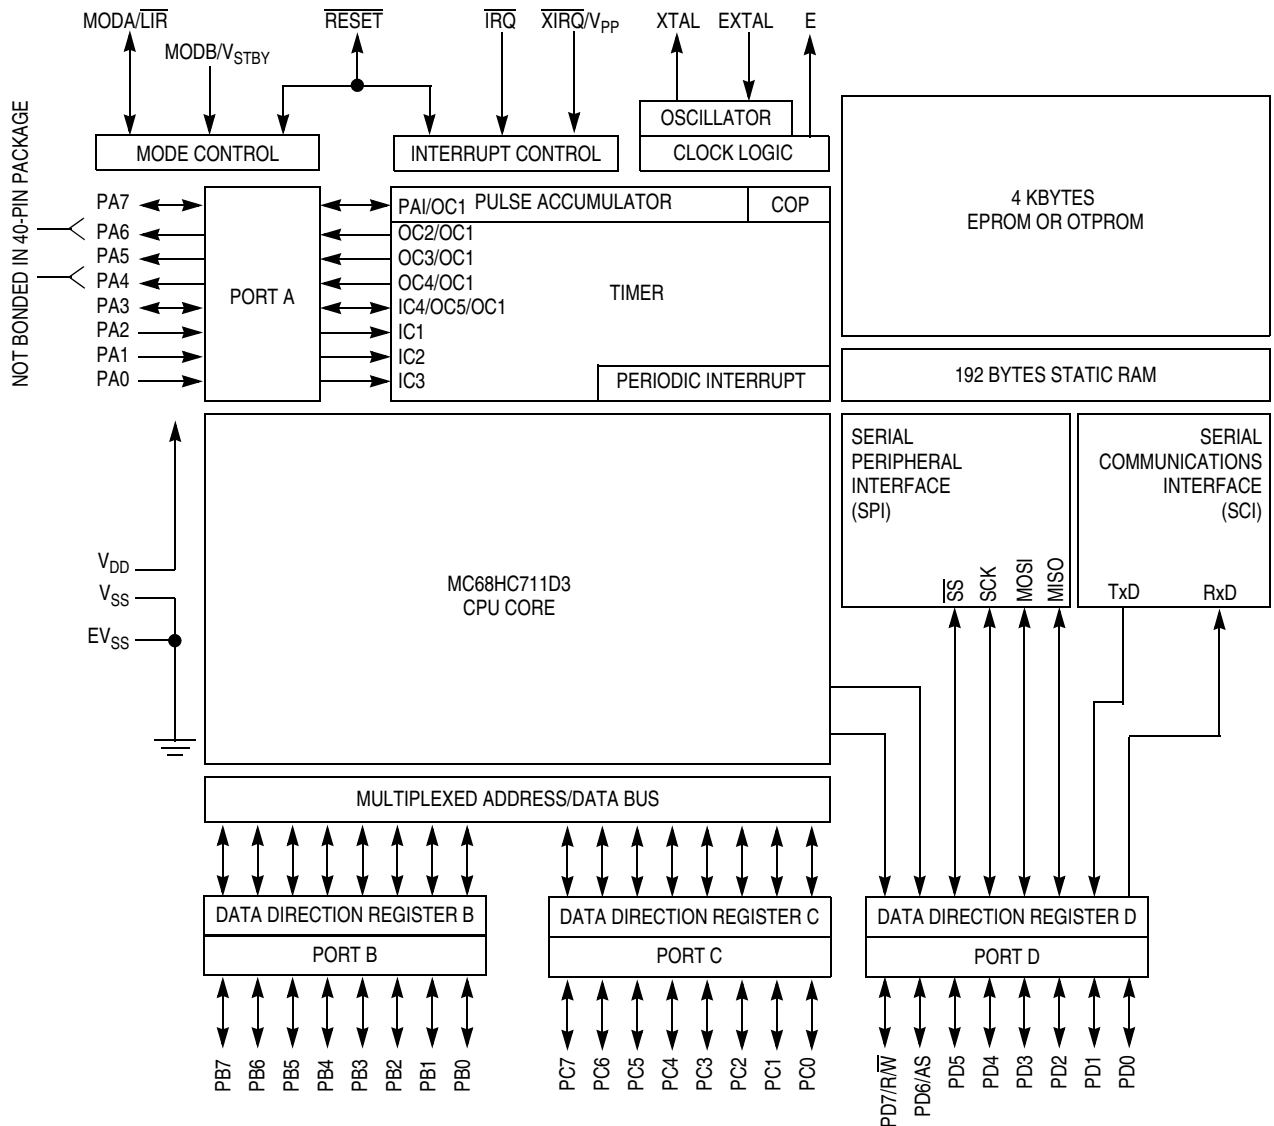 MODA/L̅I̅R̅
R̅E̅S̅E̅T̅
I̅R̅Q̅
X̅I̅R̅Q̅/VPP
XTAL
EXTAL
E
MODB/VSTBY
OSCILLATOR
MODE CONTROL
INTERRUPT CONTROL
CLOCK LOGIC
NOT BONDED IN 40-PIN PACKAGE
PA7
PA6
PA5
PA4
PA3
PA2
PA1
PA0
PORT A
PAI/OC1
PULSE ACCUMULATOR
COP
OC2/OC1
OC3/OC1
OC4/OC1
IC4/OC5/OC1
IC1
IC2
IC3
TIMER
PERIODIC INTERRUPT
4 KBYTES
EPROM OR OTPROM
192 BYTES STATIC RAM
SERIAL
PERIPHERAL
INTERFACE
(SPI)
S̅S̅
SCK
MOSI
MISO
SERIAL
COMMUNICATIONS
INTERFACE
(SCI)
TxD
RxD
VDD
VSS
EVSS
MC68HC711D3
CPU CORE
MULTIPLEXED ADDRESS/DATA BUS
DATA DIRECTION REGISTER B
PORT B
DATA DIRECTION REGISTER C
PORT C
DATA DIRECTION REGISTER D
PORT D
PB7
PB6
PB5
PB4
PB3
PB2
PB1
PB0
PC7
PC6
PC5
PC4
PC3
PC2
PC1
PC0
PD7/R/W̅
PD6/AS
PD5
PD4
PD3
PD2
PD1
PD0